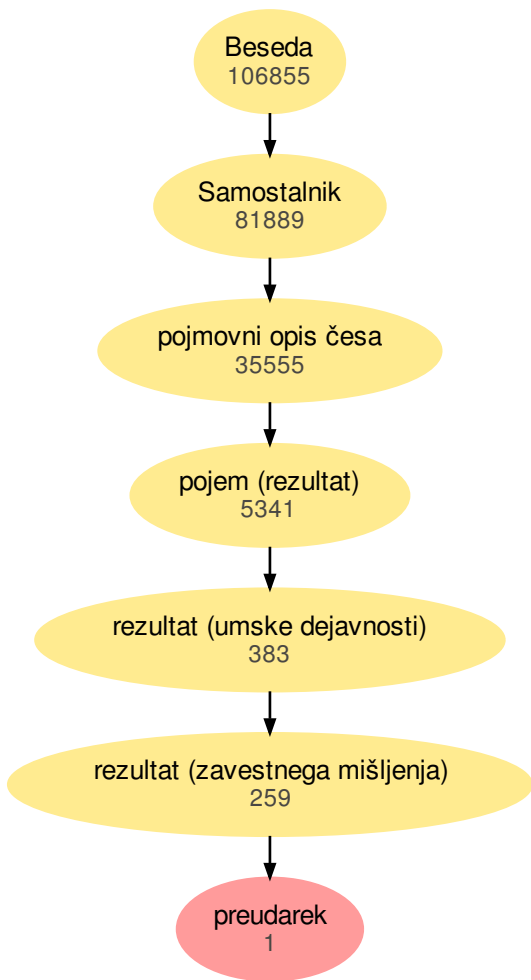 Beseda
106855
Samostalnik
81889
pojmovni opis česa
35555
pojem (rezultat)
5341
rezultat (umske dejavnosti)
383
rezultat (zavestnega mišljenja)
259
preudarek
1